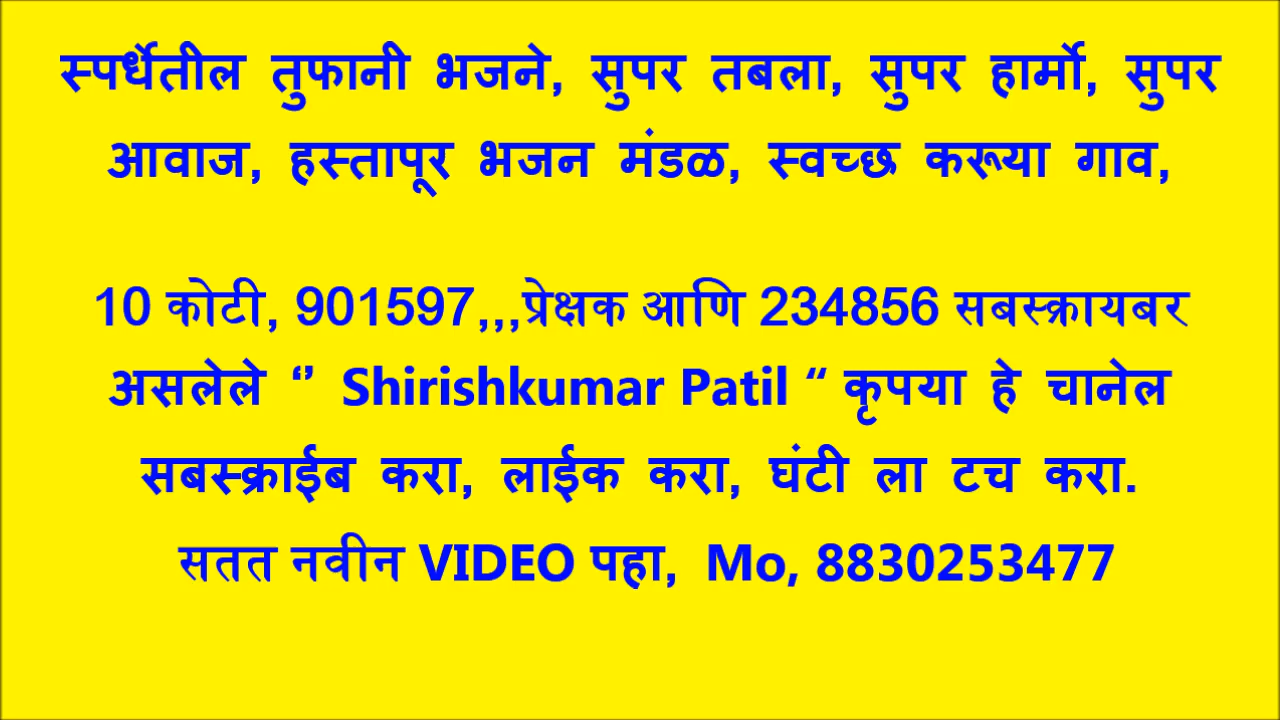 स्पर्धेतील तुफानी भजने, सुपर तबला, सुपर हार्मो, सुपर
आवाज, हस्तापूर भजन मंडळ, स्वच्छ करूया गाव,
10 कोटी, 901597,,,प्रेक्षक आणि 234856 सबस्क्रायबर
असलेले “ Shirishkumar Patil “ कृपया हे चानेल
सबस्क्राईब करा, लाईक करा, घंटी ला टच करा.
सतत नवीन VIDEO पहा, Mo, 8830253477